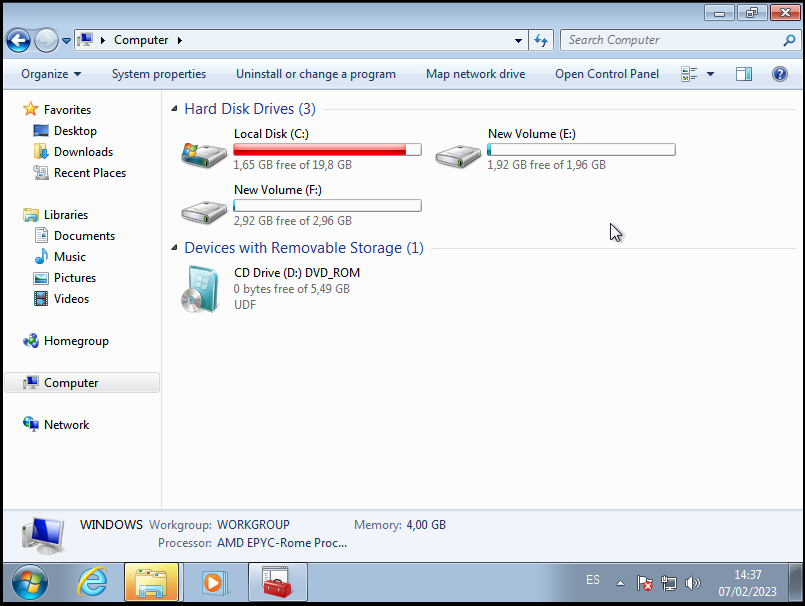 Computer
Search Computer
Organize
System properties
Uninstall or change a program
Map network drive
Open Control Panel
Favorites
Desktop
Downloads
Recent Places
Libraries
Documents
Music
Pictures
Videos
Homegroup
Computer
Network
Hard Disk Drives (3)
Local Disk (C:)
1,65 GB free of 19,8 GB
New Volume (E:)
1,92 GB free of 1,96 GB
New Volume (F:)
2,92 GB free of 2,96 GB
Devices with Removable Storage (1)
CD Drive (D:) DVD_ROM
0 bytes free of 5,49 GB
UDF
WINDOWS Workgroup: WORKGROUP Memory: 4,00 GB
Processor: AMD EPYC-Rome Proc...
ES
14:37
07/02/2023